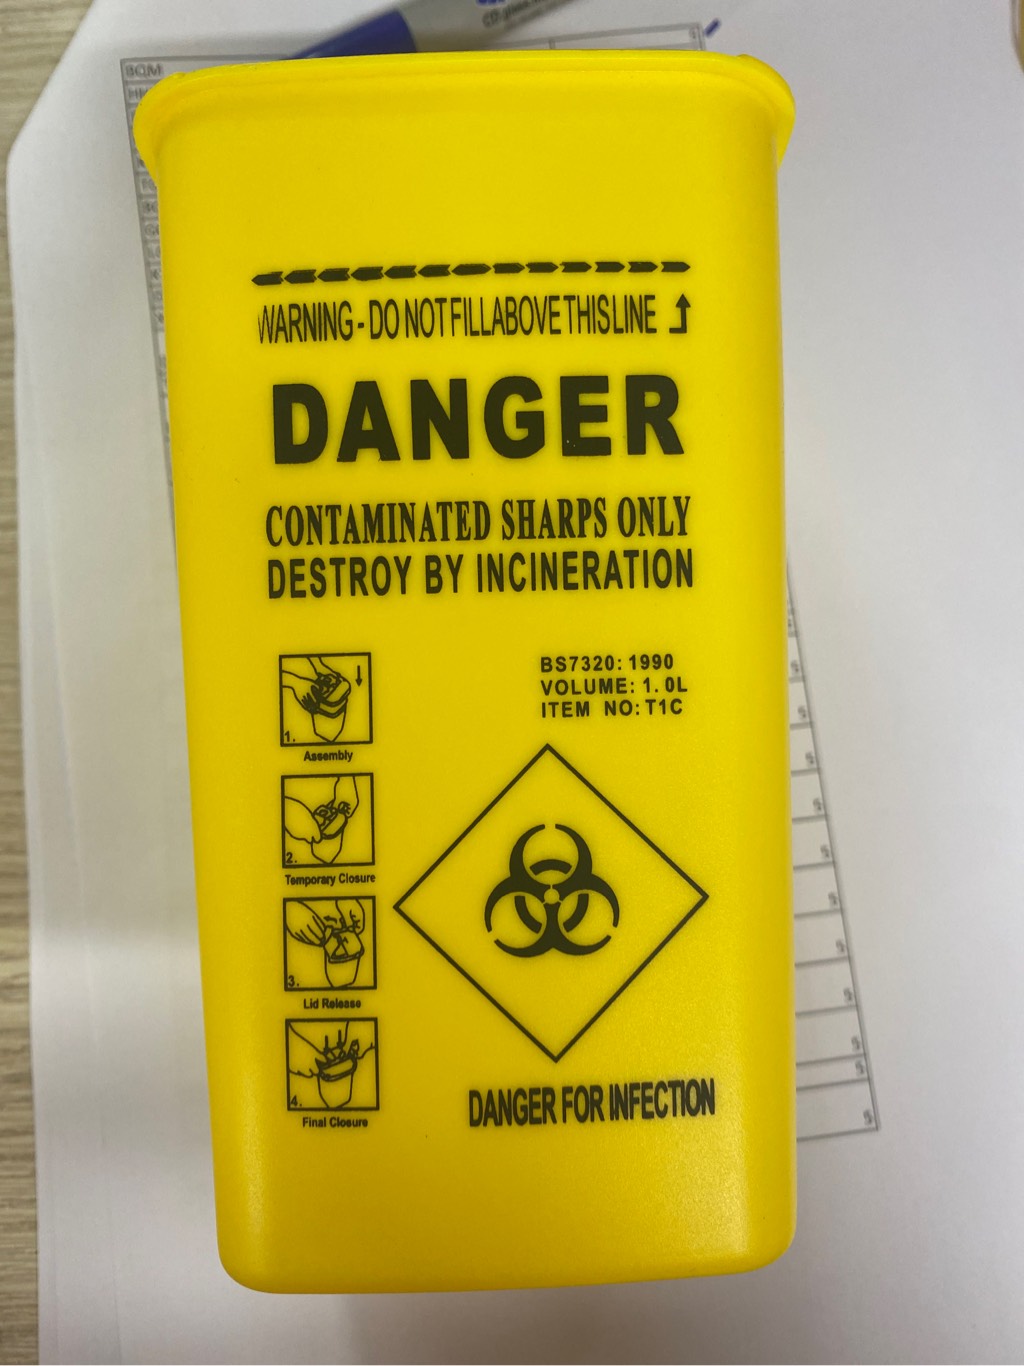 BGM
WARNING - DO NOT FILL ABOVE THIS LINE
DANGER
CONTAMINATED SHARPS ONLY
DESTROY BY INCINERATION
BS7320: 1990
VOLUME: 1. 0L
ITEM NO: T1C
1.
Assembly
2.
Temporary Closure
3.
Lid Release
4.
Final Closure
DANGER FOR INFECTION